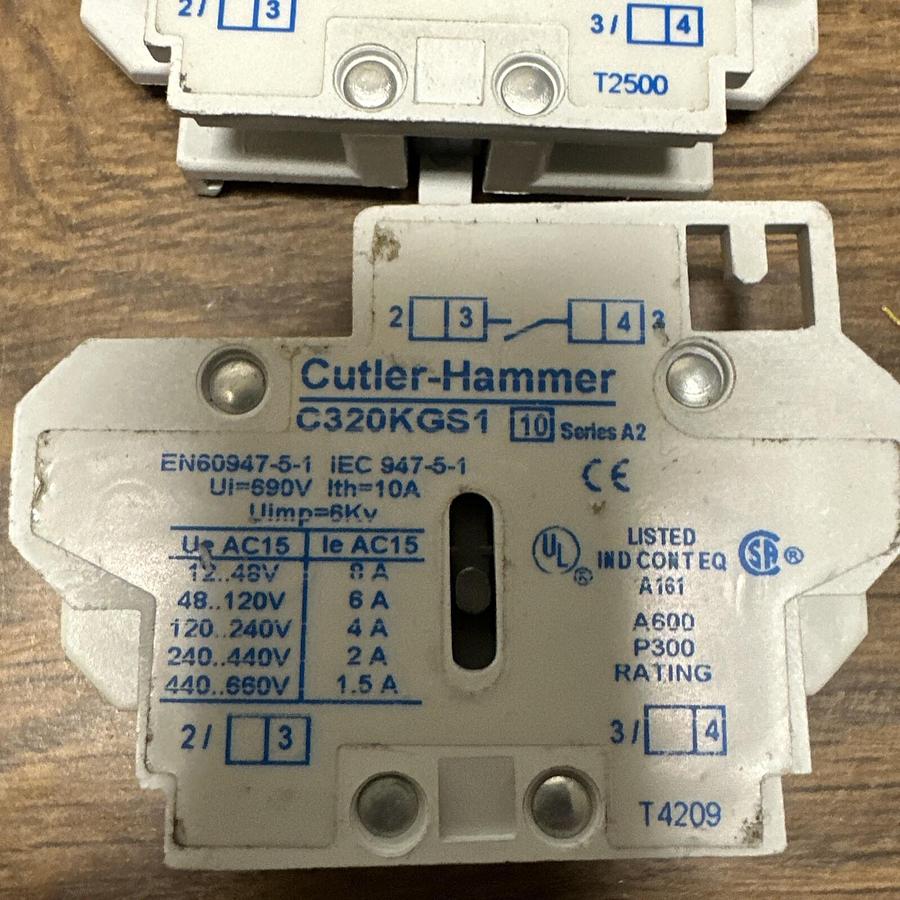 2 / 3
3 / 4
T2500
2 3 4 3
Cutler-Hammer
C320KGS1 10 Series A2
EN60947-5-1 IEC 947-5-1
Ui=690V Ith=10A
Uimp=6Kv
Ue AC15 Ie AC15
12..48V 8 A
48..120V 6 A
120..240V 4 A
240..440V 2 A
440..660V 1.5 A
CE
UL ® LISTED SA ®
IND CONT EQ
A161
A600
P300
RATING
2 / 3
3 / 4
T4209